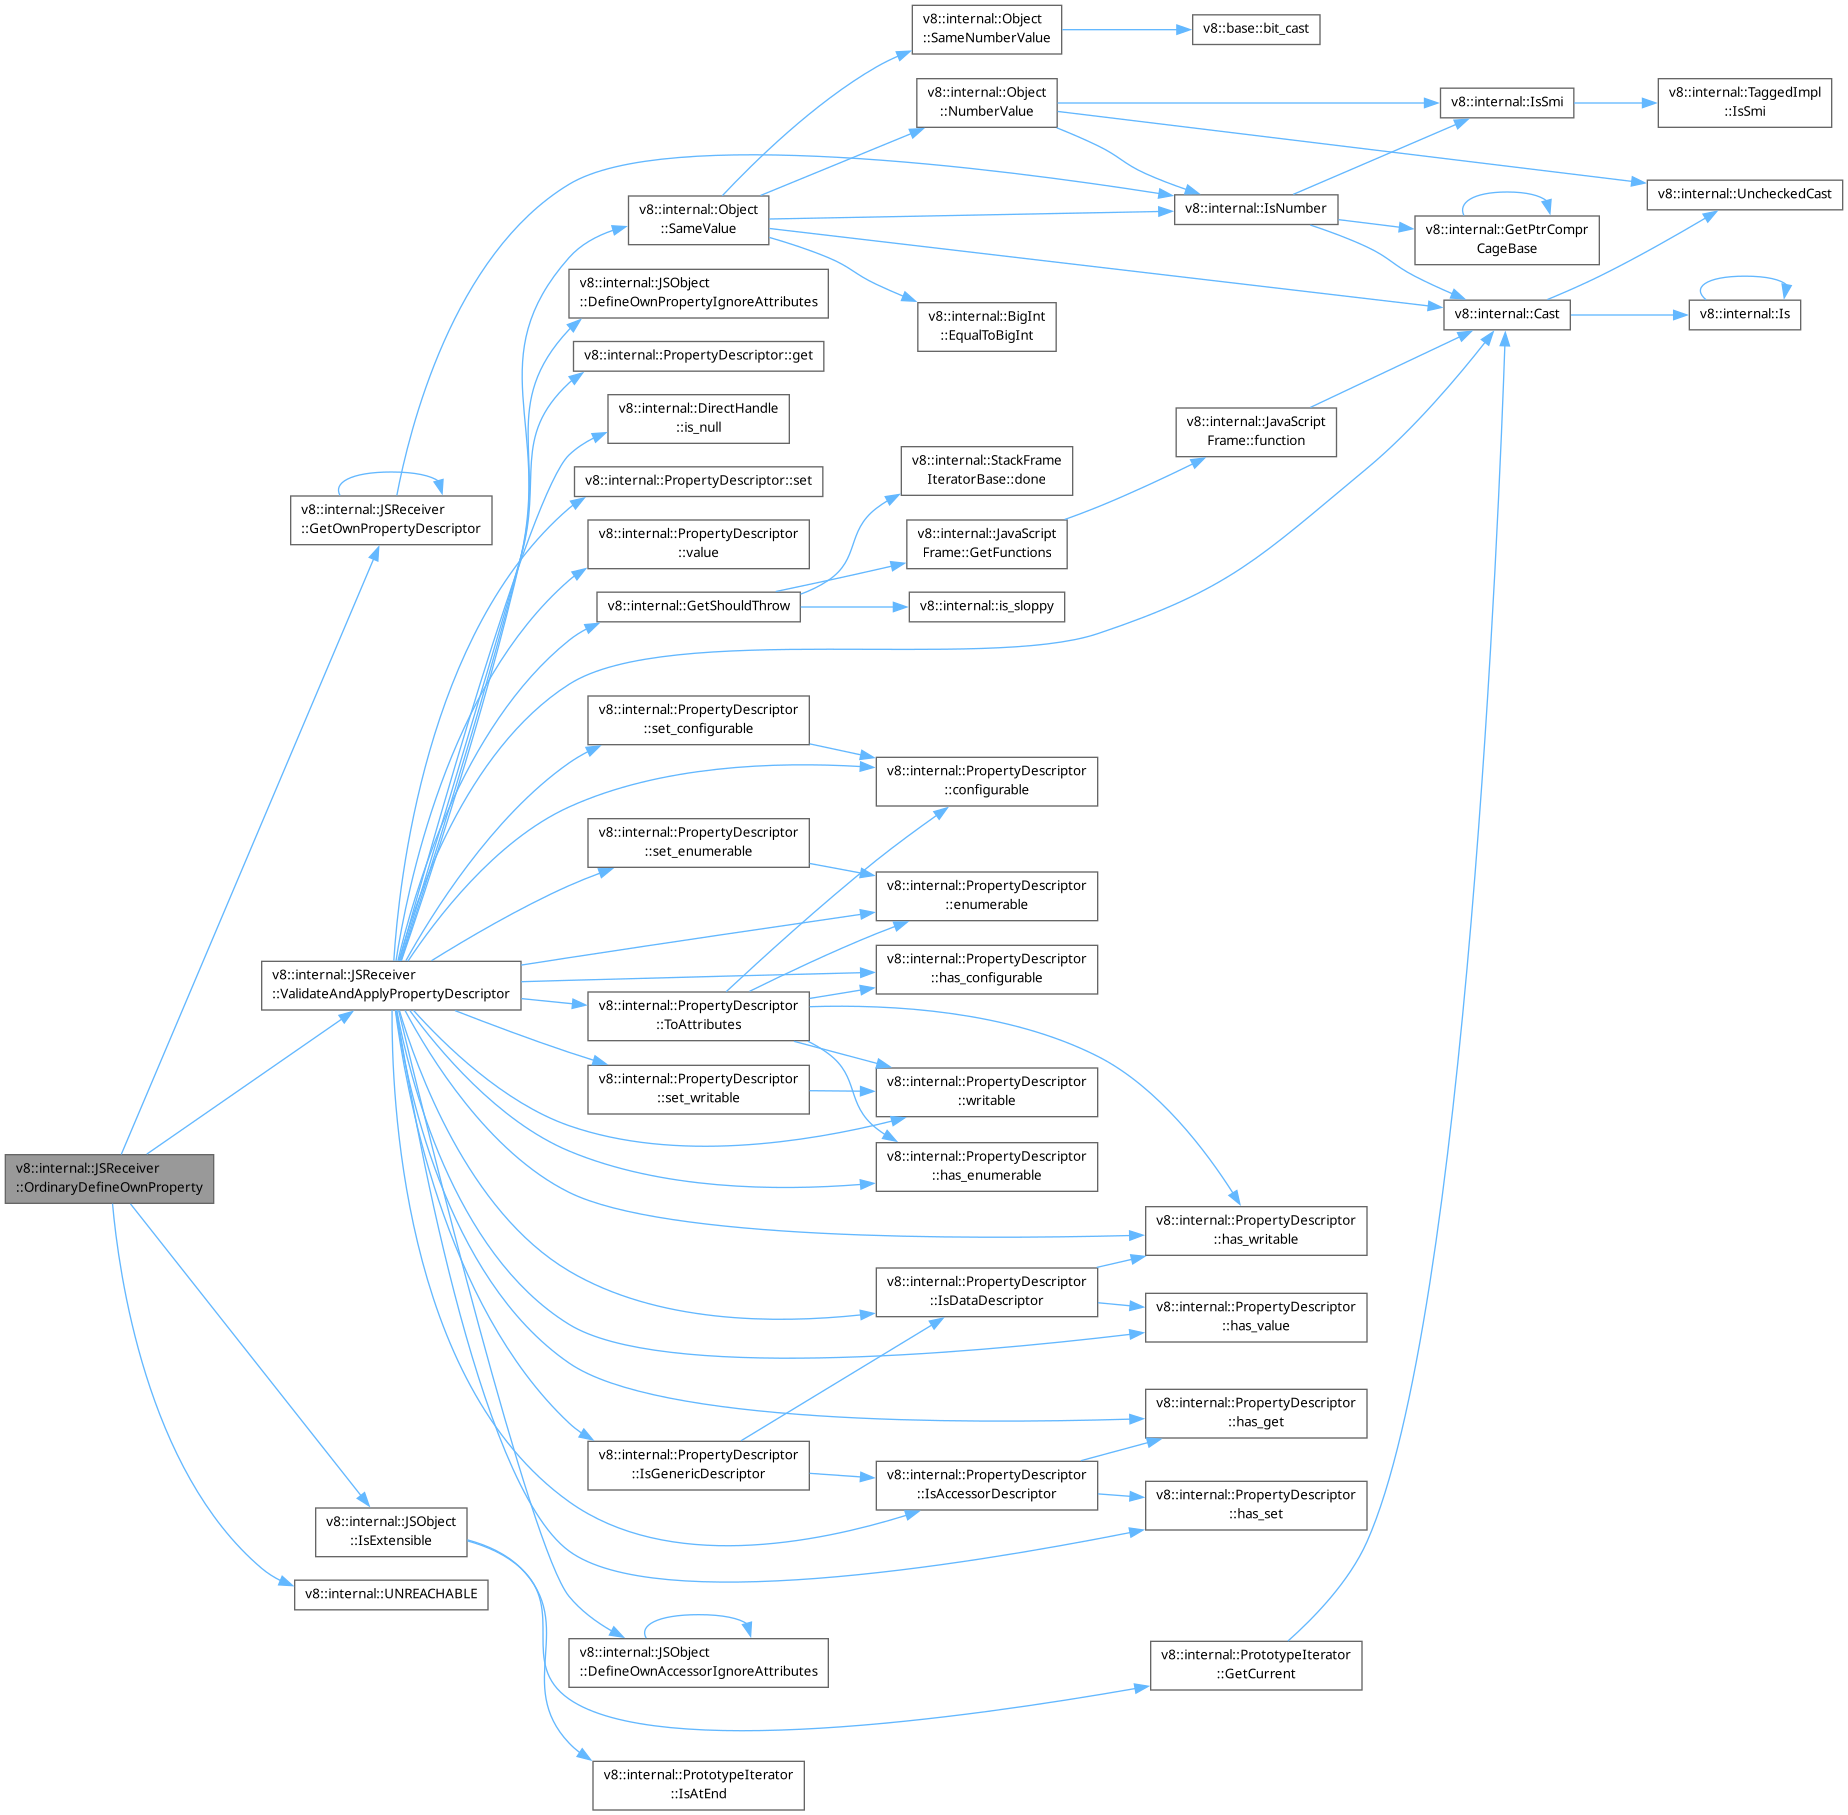 v8::internal::Object
::SameNumberValue
v8::base::bit_cast
v8::internal::Object
::NumberValue
v8::internal::IsSmi
v8::internal::TaggedImpl
::IsSmi
v8::internal::UncheckedCast
v8::internal::Object
::SameValue
v8::internal::IsNumber
v8::internal::GetPtrCompr
CageBase
v8::internal::JSObject
::DefineOwnPropertyIgnoreAttributes
v8::internal::BigInt
::EqualToBigInt
v8::internal::Cast
v8::internal::Is
v8::internal::PropertyDescriptor::get
v8::internal::DirectHandle
::is_null
v8::internal::JavaScript
Frame::function
v8::internal::StackFrame
IteratorBase::done
v8::internal::PropertyDescriptor::set
v8::internal::JSReceiver
::GetOwnPropertyDescriptor
v8::internal::PropertyDescriptor
::value
v8::internal::JavaScript
Frame::GetFunctions
v8::internal::GetShouldThrow
v8::internal::is_sloppy
v8::internal::PropertyDescriptor
::set_configurable
v8::internal::PropertyDescriptor
::configurable
v8::internal::PropertyDescriptor
::set_enumerable
v8::internal::PropertyDescriptor
::enumerable
v8::internal::PropertyDescriptor
::has_configurable
v8::internal::JSReceiver
::ValidateAndApplyPropertyDescriptor
v8::internal::PropertyDescriptor
::ToAttributes
v8::internal::PropertyDescriptor
::set_writable
v8::internal::PropertyDescriptor
::writable
v8::internal::PropertyDescriptor
::has_enumerable
v8::internal::JSReceiver
::OrdinaryDefineOwnProperty
v8::internal::PropertyDescriptor
::has_writable
v8::internal::PropertyDescriptor
::IsDataDescriptor
v8::internal::PropertyDescriptor
::has_value
v8::internal::PropertyDescriptor
::has_get
v8::internal::PropertyDescriptor
::IsGenericDescriptor
v8::internal::PropertyDescriptor
::IsAccessorDescriptor
v8::internal::PropertyDescriptor
::has_set
v8::internal::JSObject
::IsExtensible
v8::internal::UNREACHABLE
v8::internal::JSObject
::DefineOwnAccessorIgnoreAttributes
v8::internal::PrototypeIterator
::GetCurrent
v8::internal::PrototypeIterator
::IsAtEnd